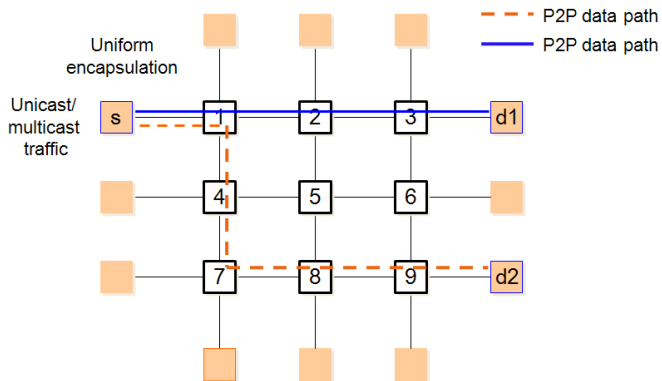 P2P data path
P2P data path
Uniform
encapsulation
Unicast/
multicast
traffic
s
1
2
3
d1
4
5
6
7
8
9
d2